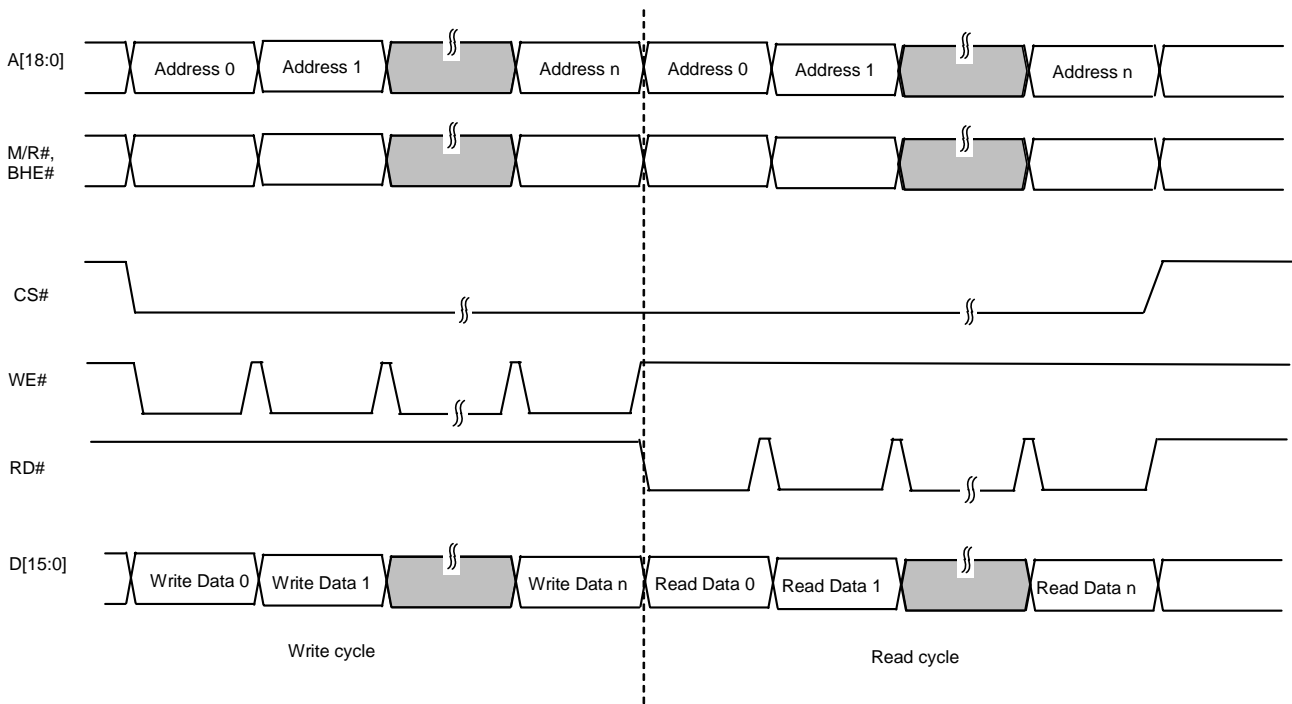 A[18:0]
Address 0 Address 1 Address n Address 0 Address 1 Address n
M/R#,
BHE#
CS#
WE#
RD#
D[15:0]
Write Data 0 Write Data 1 Write Data n Read Data 0 Read Data 1 Read Data n
Write cycle Read cycle